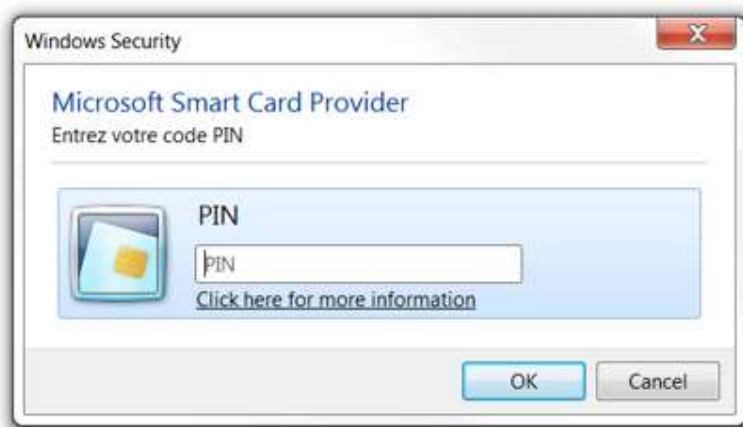 Windows Security
Microsoft Smart Card Provider
Entrez votre code PIN
PIN
PIN
Click here for more information
OK
Cancel